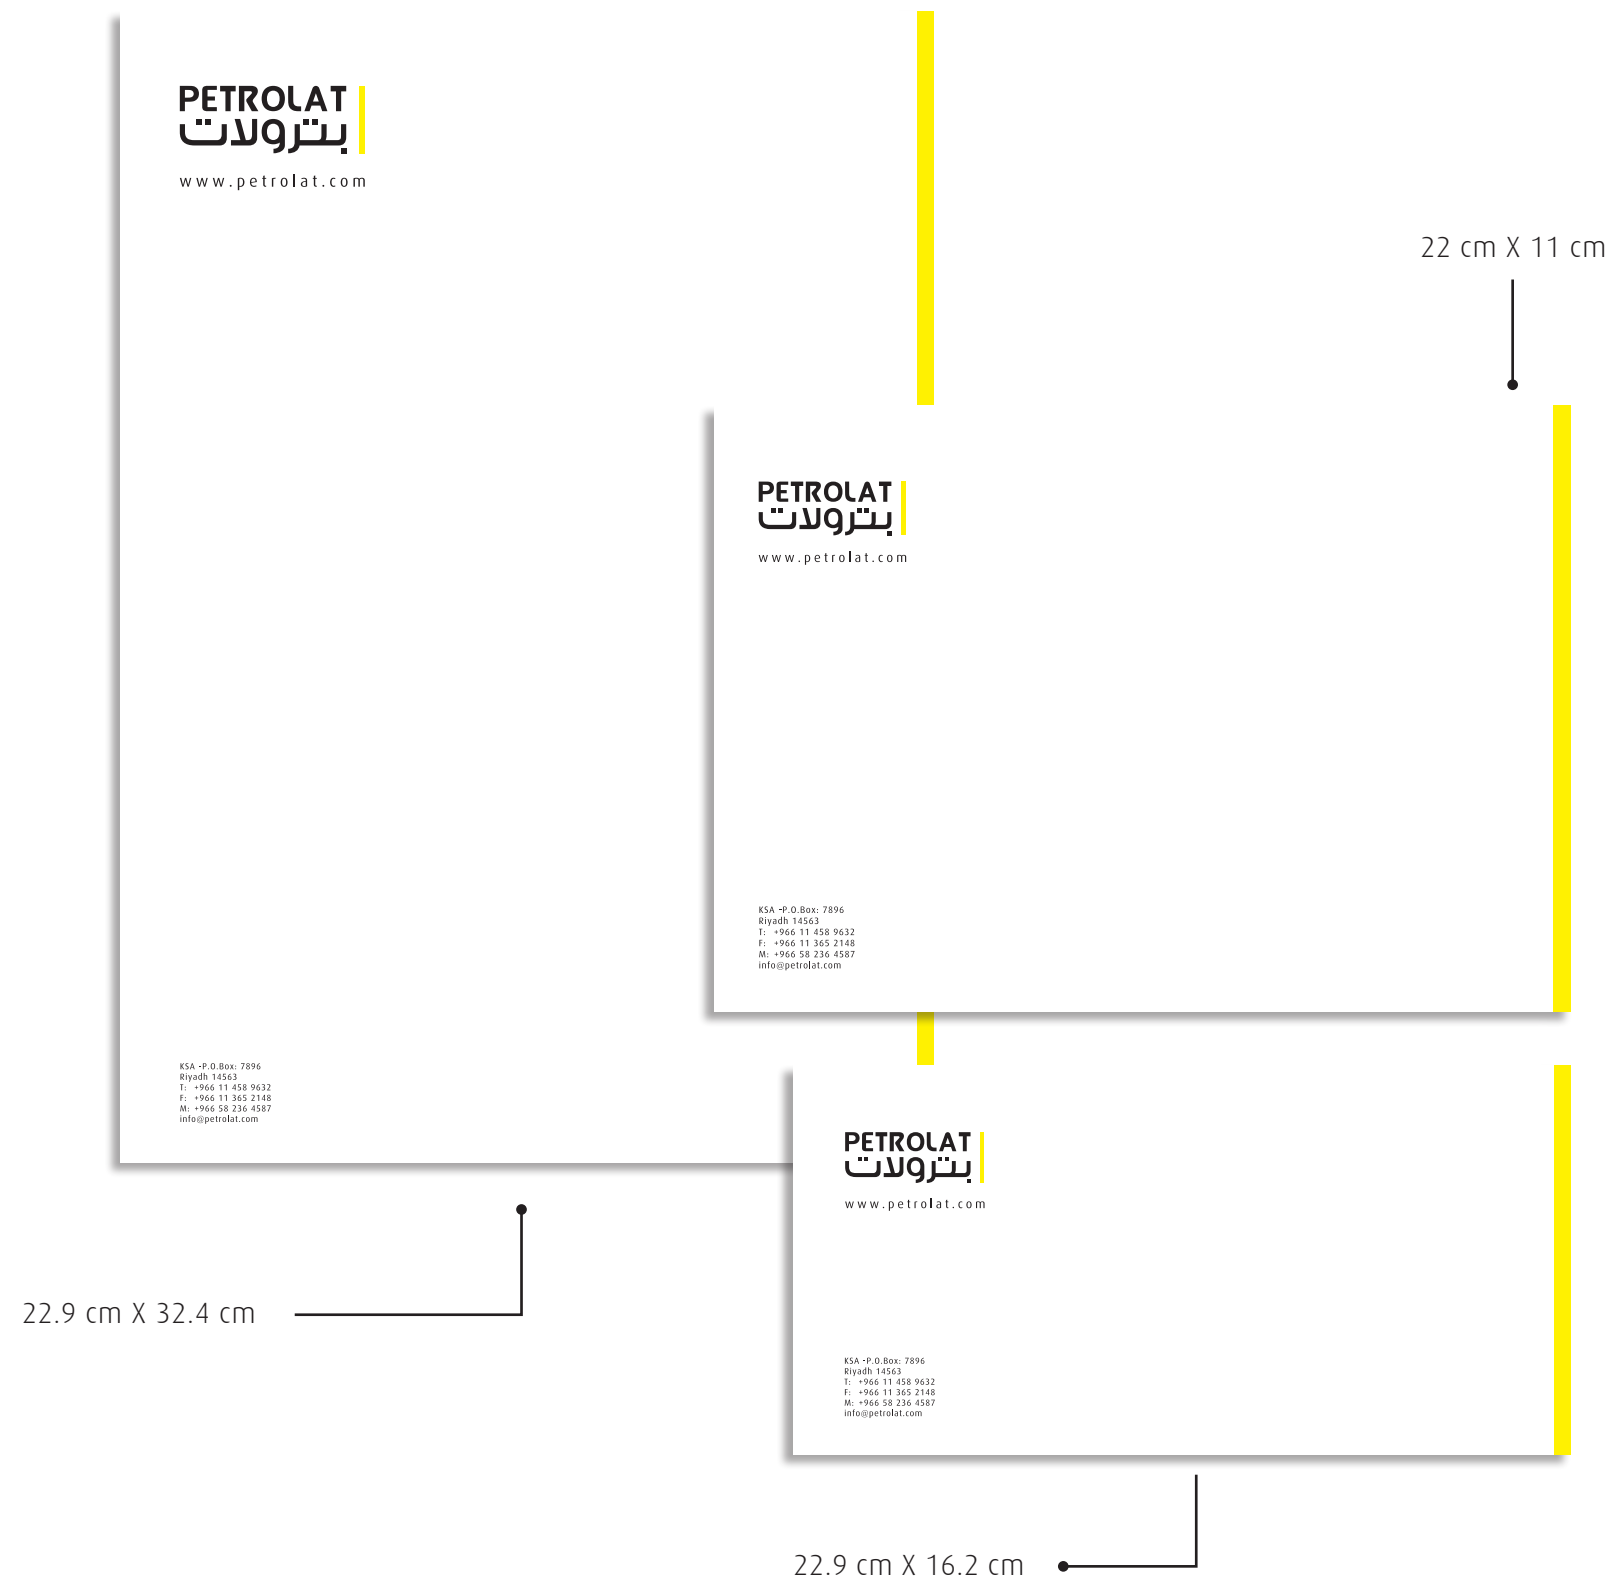 PETROLAT
بترولات
www.petrolat.com
22 cm X 11 cm
PETROLAT
بترولات
www.petrolat.com
KSA -P.O.Box: 7896
Riyadh 14563
T: +966 11 458 9632
F: +966 11 365 2148
M: +966 58 236 4587
info@petrolat.com
KSA -P.O.Box: 7896
Riyadh 14563
T: +966 11 458 9632
F: +966 11 365 2148
M: +966 58 236 4587
info@petrolat.com
PETROLAT
بترولات
www.petrolat.com
22.9 cm X 32.4 cm
KSA -P.O.Box: 7896
Riyadh 14563
T: +966 11 458 9632
F: +966 11 365 2148
M: +966 58 236 4587
info@petrolat.com
22.9 cm X 16.2 cm